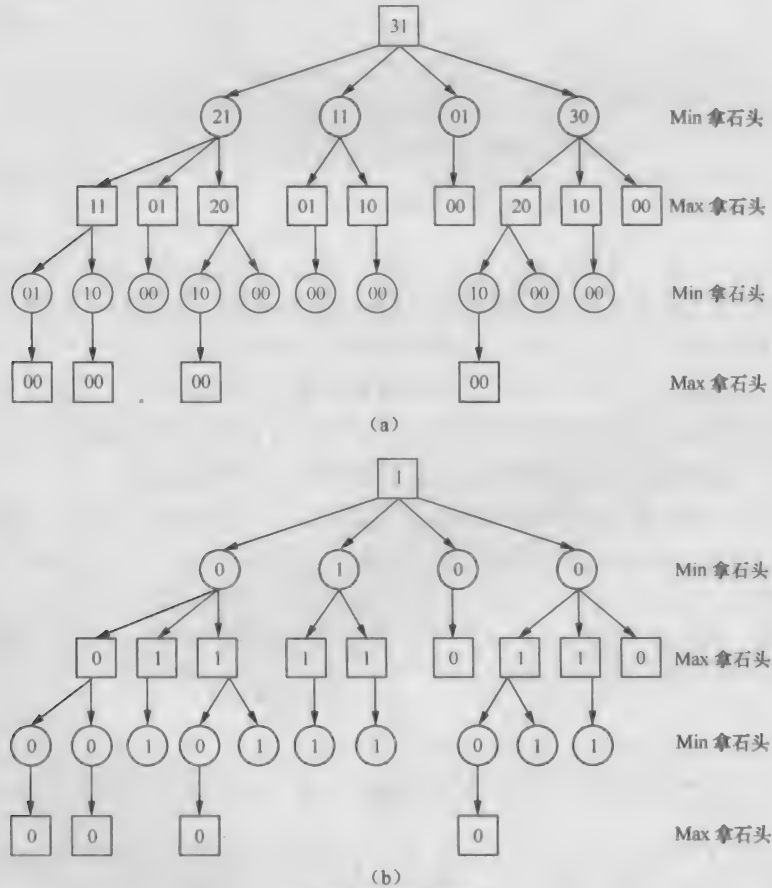 31
21 11 01 30 Min 拿石头
11 01 20 01 10 00 20 10 00 Max 拿石头
01 10 00 10 00 00 00 10 00 00 Min 拿石头
00 00 00 00 Max 拿石头
(a)
1
0 1 0 0 Min 拿石头
0 1 1 1 1 0 1 1 0 Max 拿石头
0 0 1 0 1 1 1 0 1 1 Min 拿石头
0 0 0 0 Max 拿石头
(b)